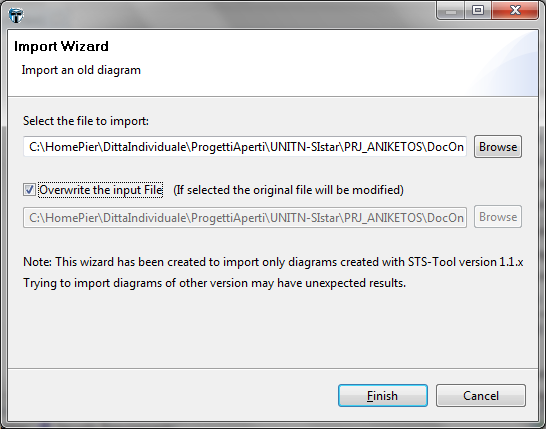 Import Wizard
Import an old diagram
Select the file to import:
C:\HomePier\DittaIndividuale\ProgettiAperti\UNITN-SIstar\PRJ_ANIKETOS\DocOn
Browse
Overwrite the input File (If selected the original file will be modified)
C:\HomePier\DittaIndividuale\ProgettiAperti\UNITN-SIstar\PRJ_ANIKETOS\DocOn
Browse
Note: This wizard has been created to import only diagrams created with STS-Tool version 1.1.x
Trying to import diagrams of other version may have unexpected results.
Finish Cancel